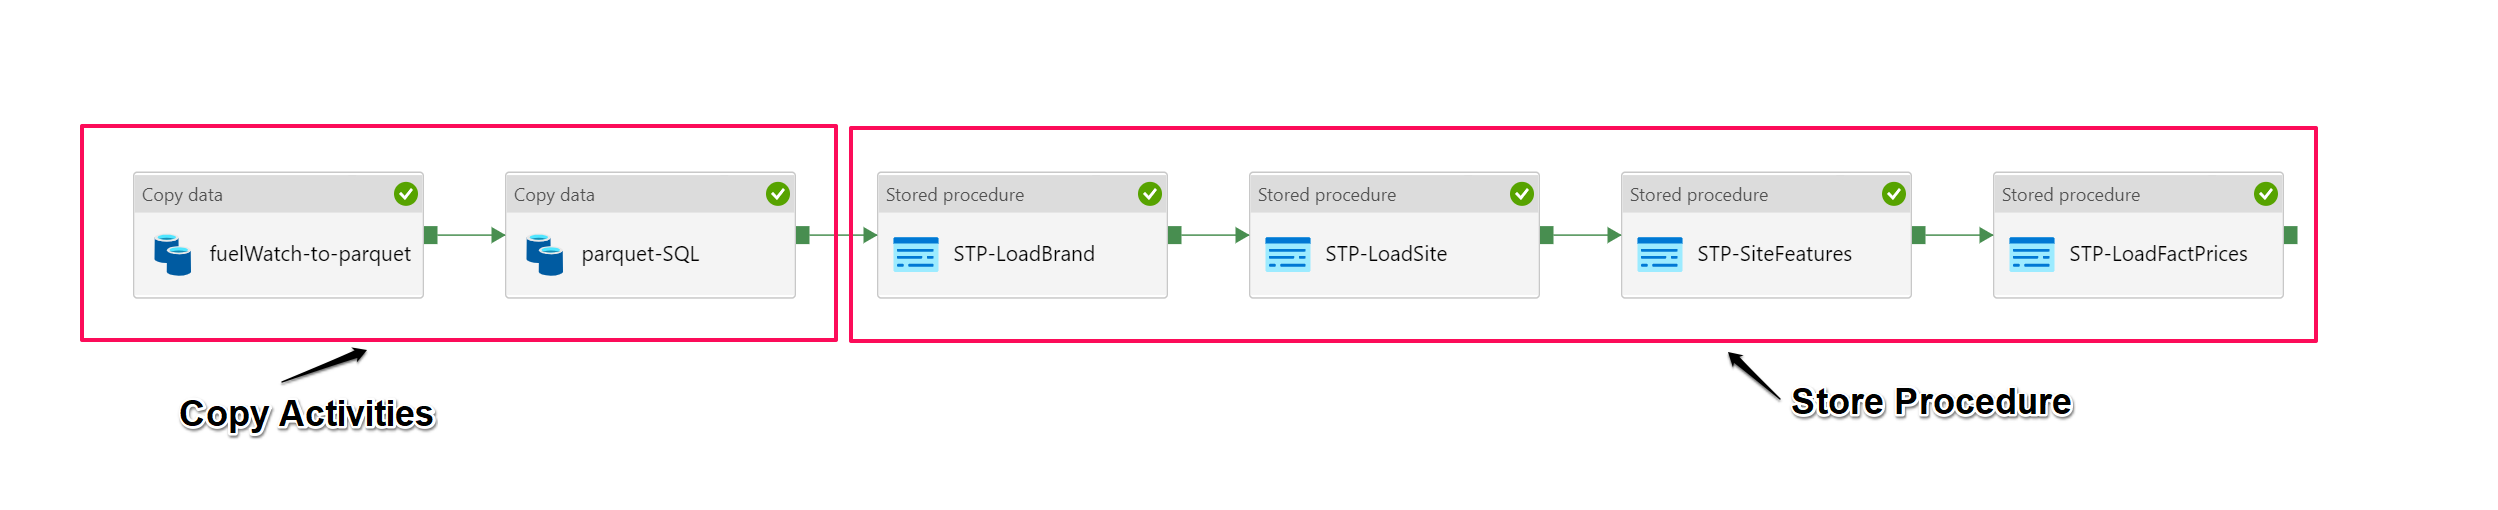 Copy data
fuelWatch-to-parquet
Copy data
parquet-SQL
Stored procedure
STP-LoadBrand
Stored procedure
STP-LoadSite
Stored procedure
STP-SiteFeatures
Stored procedure
STP-LoadFactPrices
Copy Activities
Store Procedure